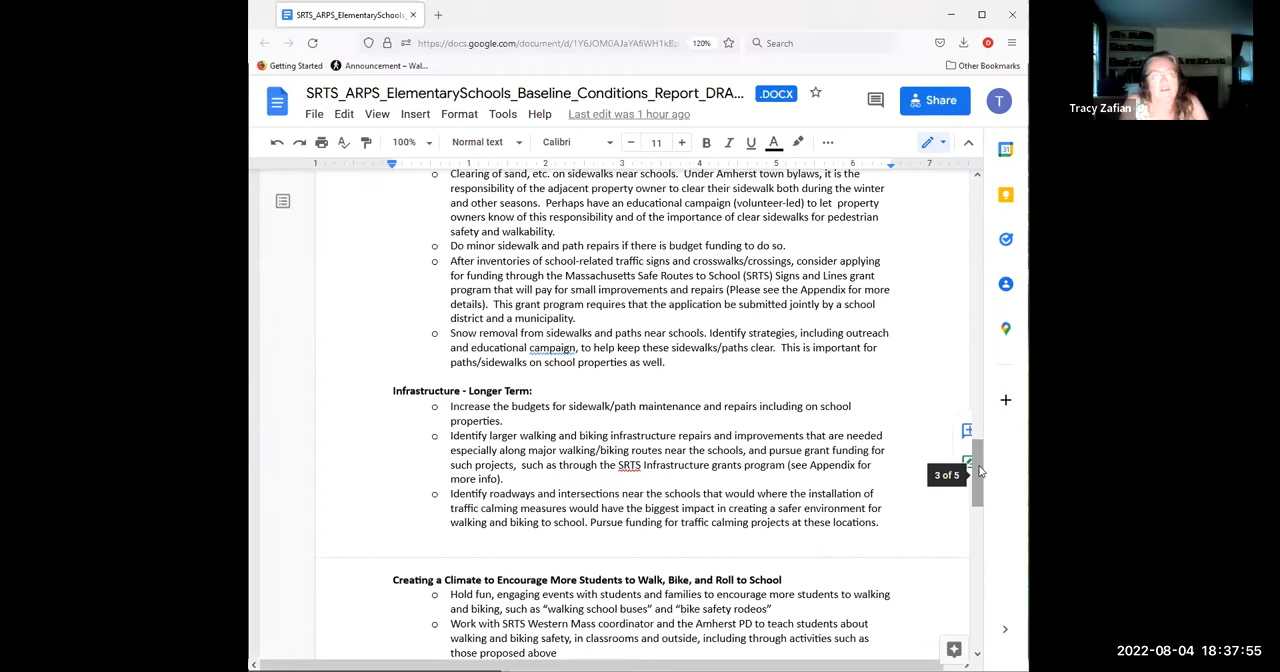 SRTS_ARPS_ElementarySchools_
https://docs.google.com/document/d/1Y6JOM0AJaYAfiWH1kBp
120%
Search
Getting Started
Announcement – Wal...
Other Bookmarks
SRTS_ARPS_ElementarySchools_Baseline_Conditions_Report_DRA...
.DOCX
Share
T
File Edit View Insert Format Tools Help Last edit was 1 hour ago
100% Normal text Calibri 11 B I U A
1 1 2 3 4 5 6 7
Clearing of sand, etc. on sidewalks near schools. Under Amherst town bylaws, it is the
responsibility of the adjacent property owner to clear their sidewalk both during the winter
and other seasons. Perhaps have an educational campaign (volunteer-led) to let property
owners know of this responsibility and of the importance of clear sidewalks for pedestrian
safety and walkability.
o Do minor sidewalk and path repairs if there is budget funding to do so.
o After inventories of school-related traffic signs and crosswalks/crossings, consider applying
for funding through the Massachusetts Safe Routes to School (SRTS) Signs and Lines grant
program that will pay for small improvements and repairs (Please see the Appendix for more
details). This grant program requires that the application be submitted jointly by a school
district and a municipality.
o Snow removal from sidewalks and paths near schools. Identify strategies, including outreach
and educational campaign, to help keep these sidewalks/paths clear. This is important for
paths/sidewalks on school properties as well.
Infrastructure - Longer Term:
o Increase the budgets for sidewalk/path maintenance and repairs including on school
properties.
o Identify larger walking and biking infrastructure repairs and improvements that are needed
especially along major walking/biking routes near the schools, and pursue grant funding for
such projects, such as through the SRTS Infrastructure grants program (see Appendix for
more info).
o Identify roadways and intersections near the schools that would where the installation of
traffic calming measures would have the biggest impact in creating a safer environment for
walking and biking to school. Pursue funding for traffic calming projects at these locations.
3 of 5
Creating a Climate to Encourage More Students to Walk, Bike, and Roll to School
o Hold fun, engaging events with students and families to encourage more students to walking
and biking, such as “walking school buses” and “bike safety rodeos”
o Work with SRTS Western Mass coordinator and the Amherst PD to teach students about
walking and biking safety, in classrooms and outside, including through activities such as
those proposed above
Tracy Zafian
2022-08-04 18:37:55